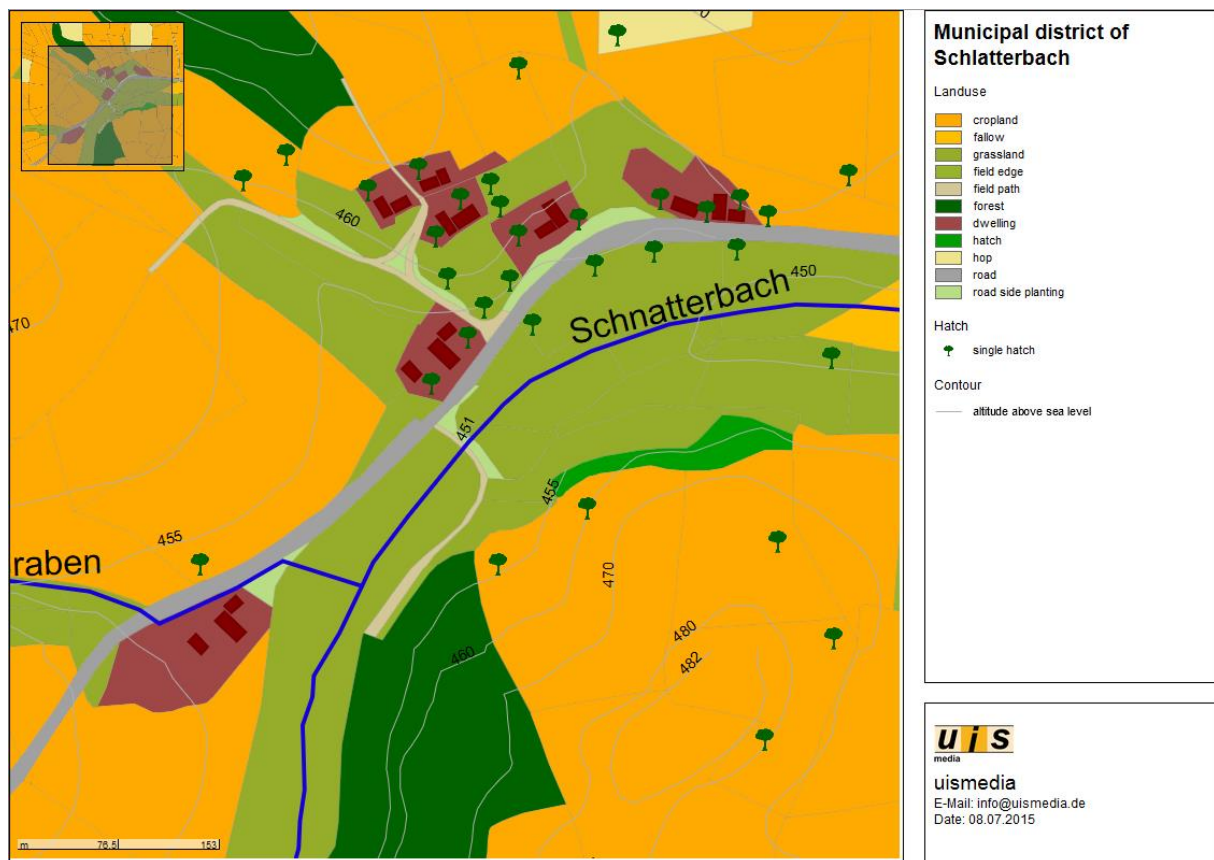 Municipal district of
Schlatterbach
Landuse
cropland
fallow
grassland
field edge
field path
forest
dwelling
hatch
hop
road
road side planting
Hatch
single hatch
Contour
altitude above sea level
460
470
Schnatterbach
450
451
455
455
raben
470
480
482
460
m 76.5 153
uis
media
uismedia
E-Mail: info@uismedia.de
Date: 08.07.2015